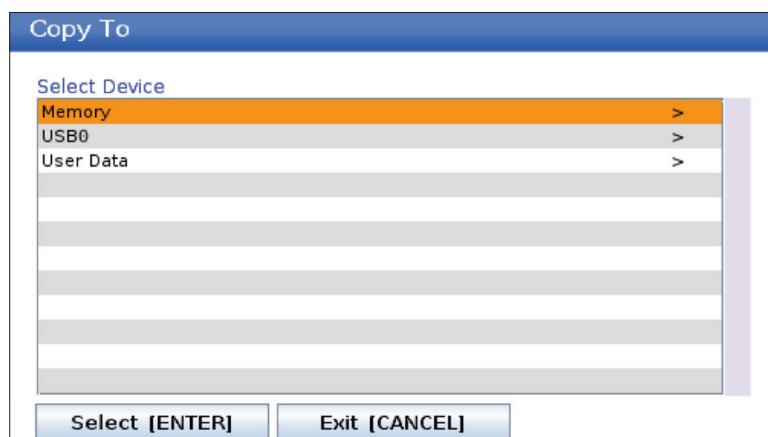 Copy To
Select Device
Memory >
USB0 >
User Data >
Select [ENTER] Exit [CANCEL]